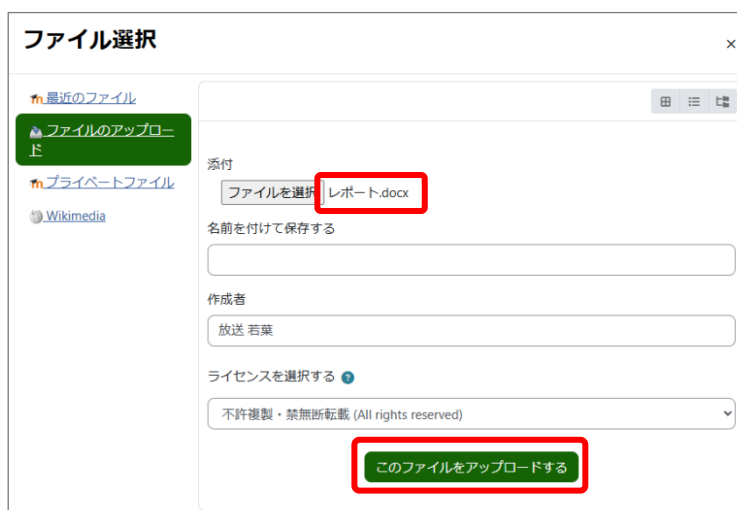 ファイル選択
×
最近のファイル
ファイルのアップロー
ド
プライベートファイル
Wikimedia
添付
ファイルを選択 レポート.docx
名前を付けて保存する
作成者
放送 若葉
ライセンスを選択する ?
不許複製・禁無断転載 (All rights reserved)
このファイルをアップロードする